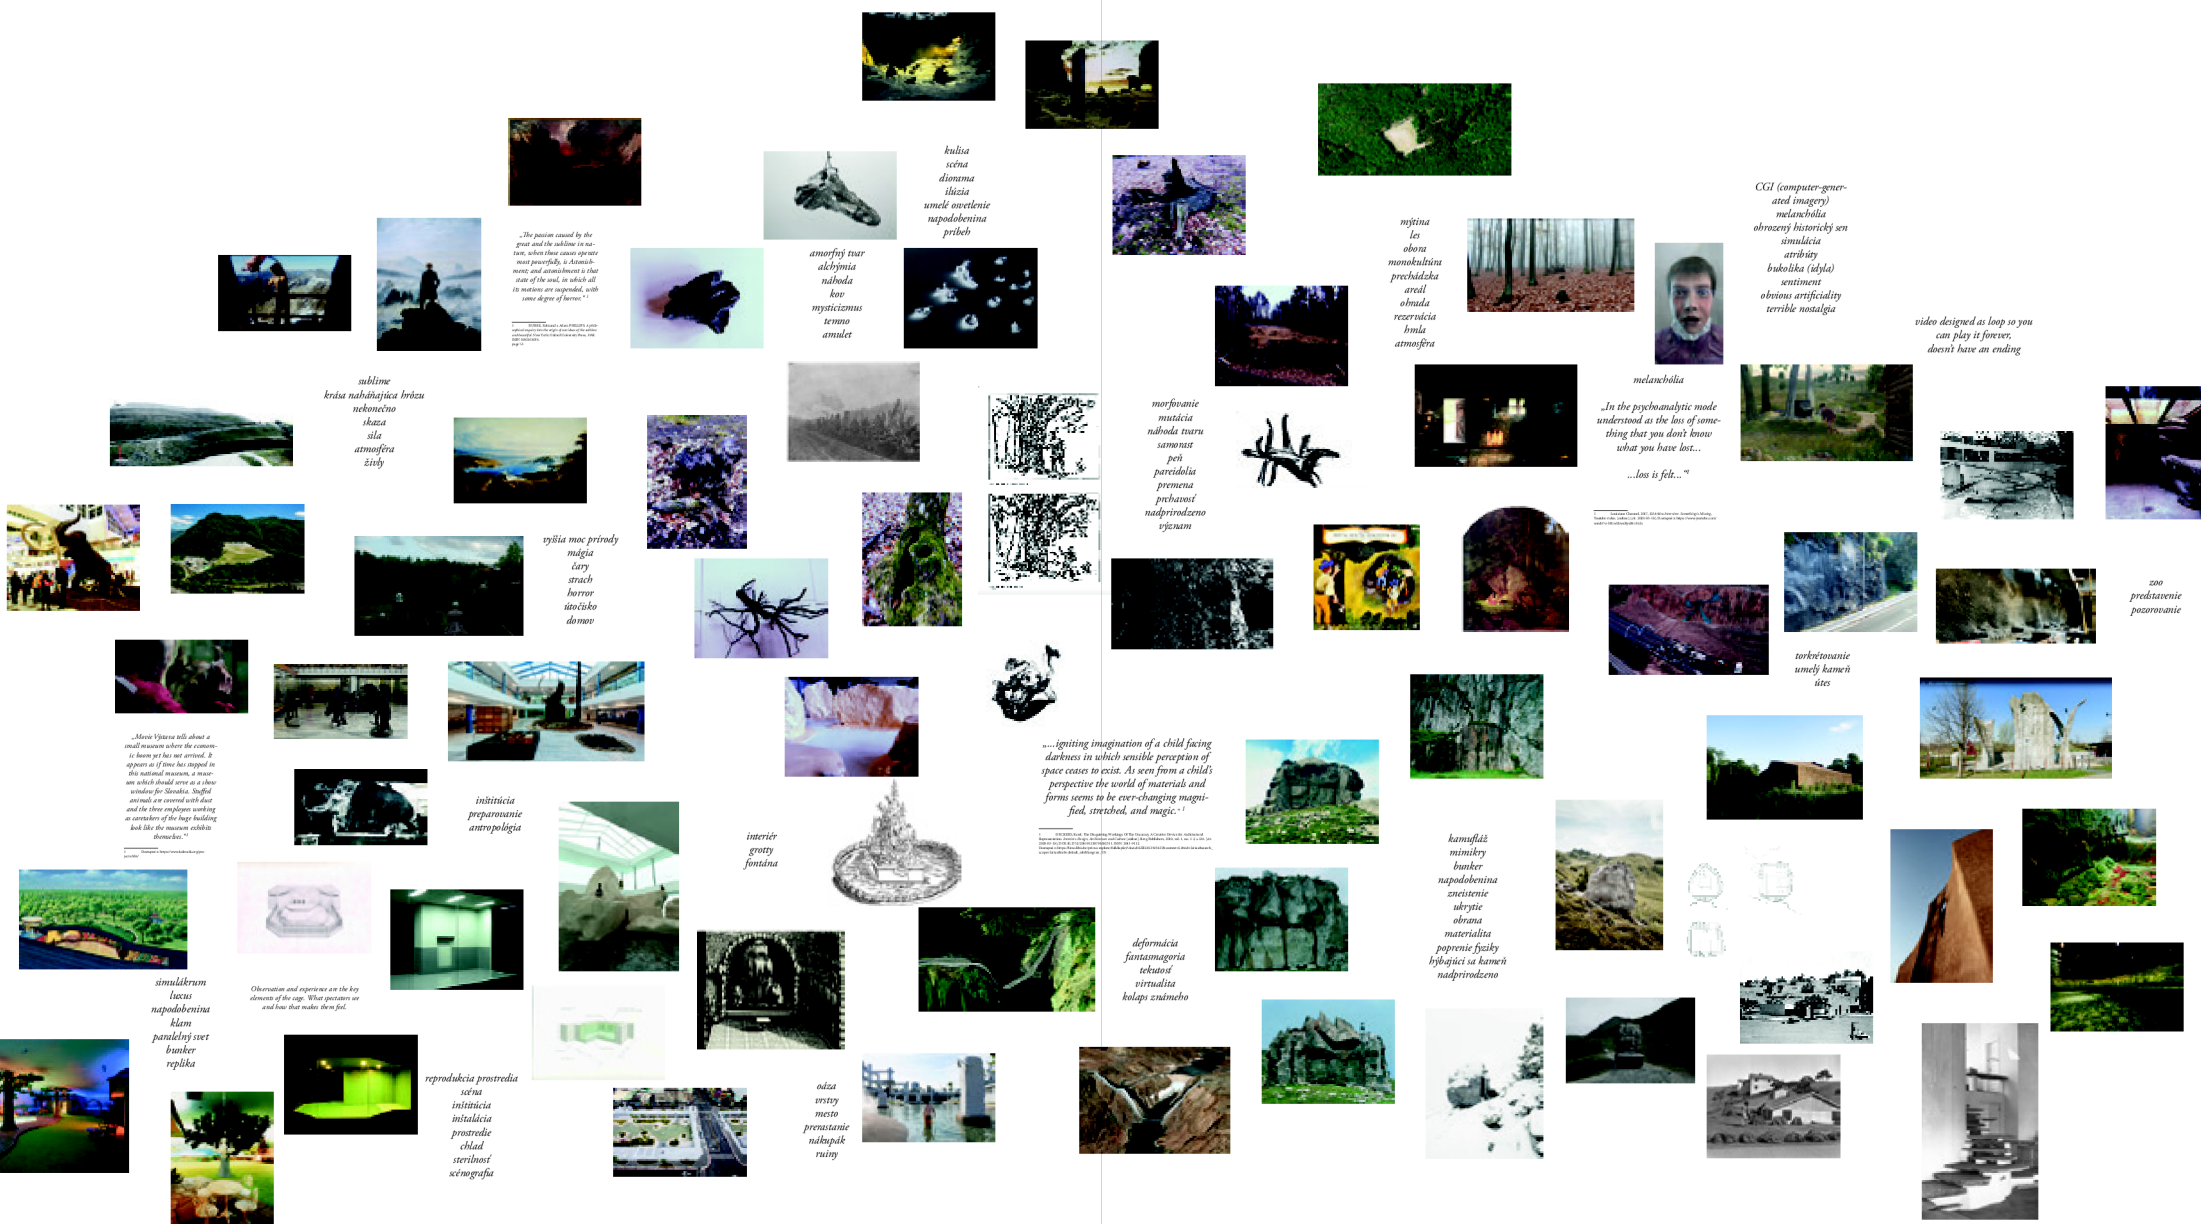 kulisa
scéna
diorama
ilúzia
umelé osvetlenie
napodobenina
príbeh
„The passion caused by the
great and the sublime in na-
ture, when those causes operate
most powerfully, is Astonish-
ment; and astonishment is that
state of the soul, in which all
its motions are suspended, with
some degree of horror.“ 1
amorfný tvar
alchýmia
náhoda
kov
mysticizmus
temno
amulet
mýtina
les
obora
monokultúra
prechádzka
areál
ohrada
rezervácia
hmla
atmosféra
CGI (computer-gener-
ated imagery)
melanchólia
ohrozený historický sen
simulácia
atribúty
bukolika (idyla)
sentiment
obvious artificiality
terrible nostalgia
video designed as loop so you
can play it forever,
doesn't have an ending
sublime
krása naháňajúca hrôzu
nekonečno
skaza
sila
atmosféra
živly
morfovanie
mutácia
náhoda tvaru
samorast
peň
pareidolia
premena
prchavosť
nadprirodzeno
význam
melanchólia
„In the psychoanalytic mode
understood as the loss of some-
thing that you don't know
what you have lost...
...loss is felt...“1
vyššia moc prírody
mágia
čary
strach
horror
útočisko
domov
zoo
predstavenie
pozorovanie
torkrétovanie
umelý kameň
útes
„Movie Výstava tells about a
small museum where the econom-
ic boom yet has not arrived. It
appears as if time has stopped in
this national museum, a muse-
um which should serve as a show
window for Slovakia. Stuffed
animals are covered with dust
and the three employees working
as caretakers of the huge building
look like the museum exhibits
themselves.“1
inštitúcia
preparovanie
antropológia
interiér
grotty
fontána
„...igniting imagination of a child facing
darkness in which sensible perception of
space ceases to exist. As seen from a child's
perspective the world of materials and
forms seems to be ever-changing magni-
fied, stretched, and magic.“ 1
kamufláž
mimikry
bunker
napodobenina
zneistenie
ukrytie
obrana
materialita
poprenie fyziky
hýbajúci sa kameň
nadprirodzeno
deformácia
fantasmagoria
tekutosť
virtualita
kolaps známeho
simulákrum
luxus
napodobenina
klam
paralelný svet
bunker
replika
Observation and experience are the key
elements of the cage. What spectators see
and how that makes them feel.
reprodukcia prostredia
scéna
inštitúcia
inštalácia
prostredie
chlad
sterilnosť
scénografia
oáza
vrstvy
mesto
prerastanie
nákupák
ruiny